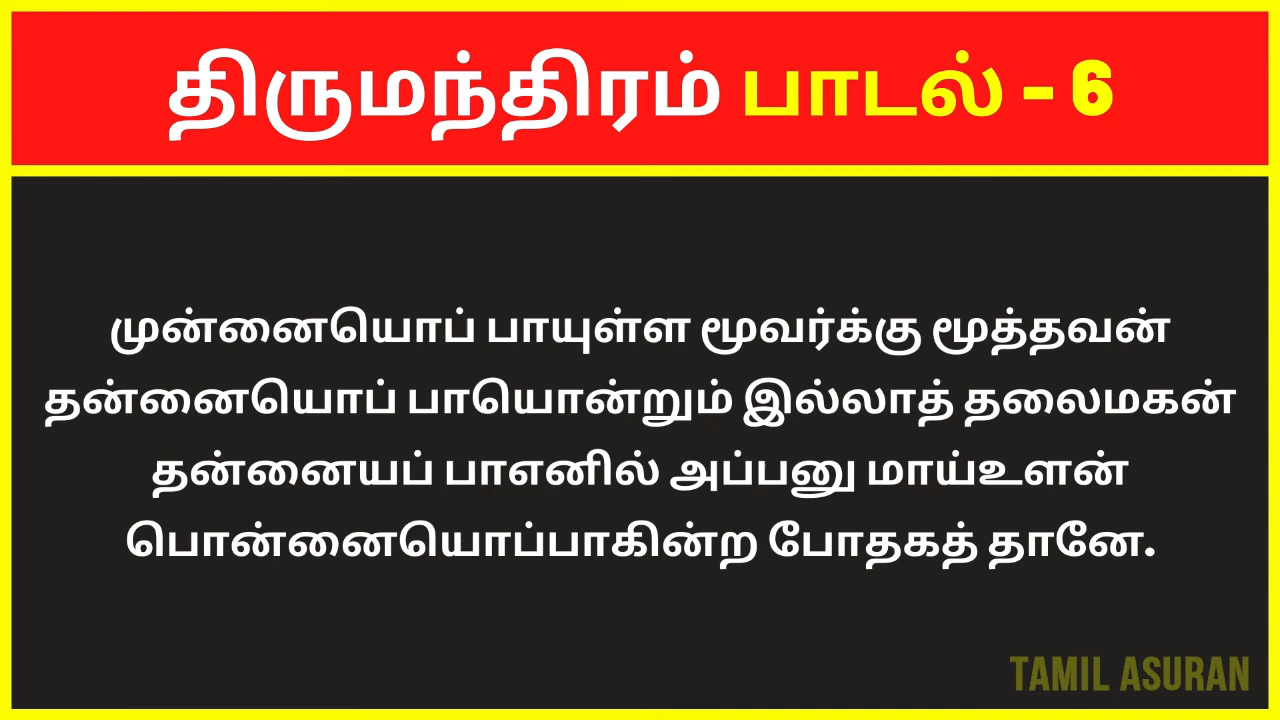 திருமந்திரம் பாடல் - 6
முன்னையொப் பாயுள்ள மூவர்க்கு மூத்தவன்
தன்னையொப் பாயொன்றும் இல்லாத் தலைமகன்
தன்னையப் பாஎனில் அப்பனு மாய்உளன்
பொன்னையொப்பாகின்ற போதகத் தானே.
TAMIL ASURAN